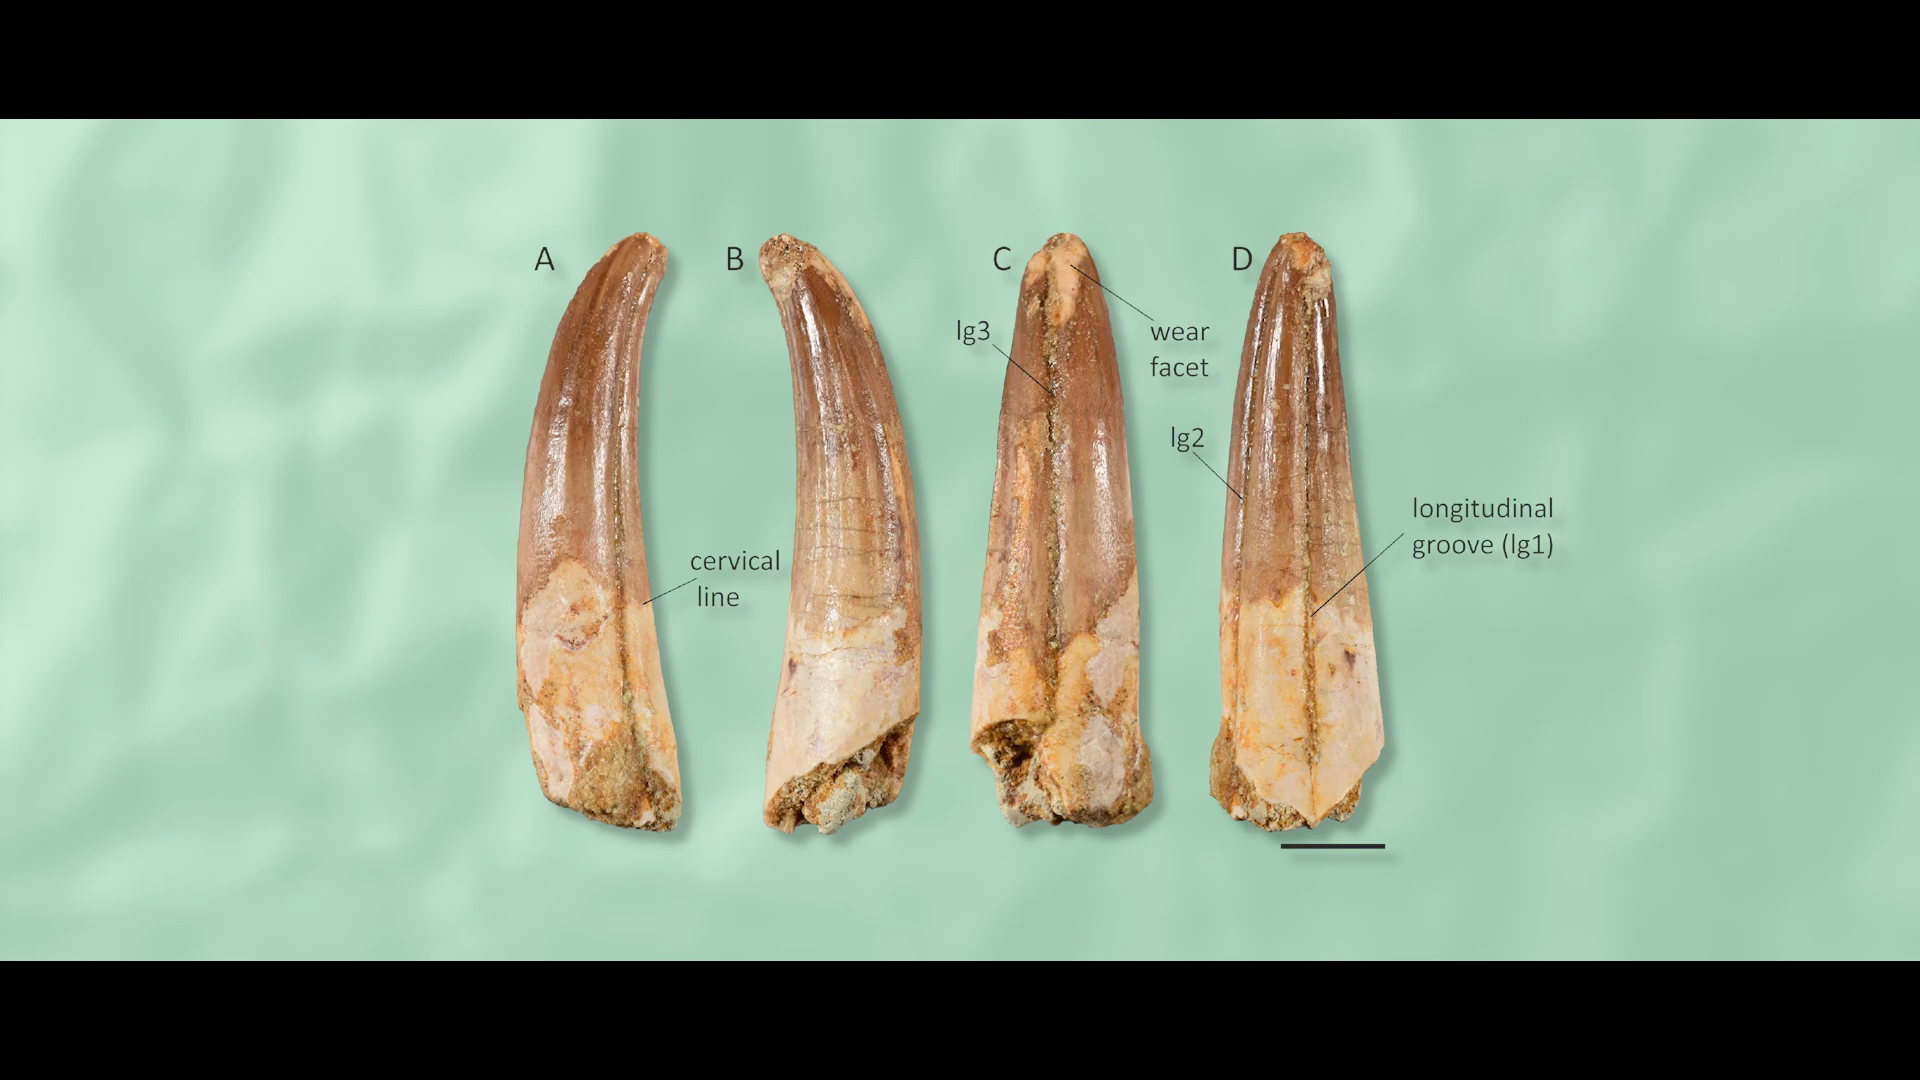 A
B
C
D
lg3
wear
facet
lg2
longitudinal
groove (lg1)
cervical
line